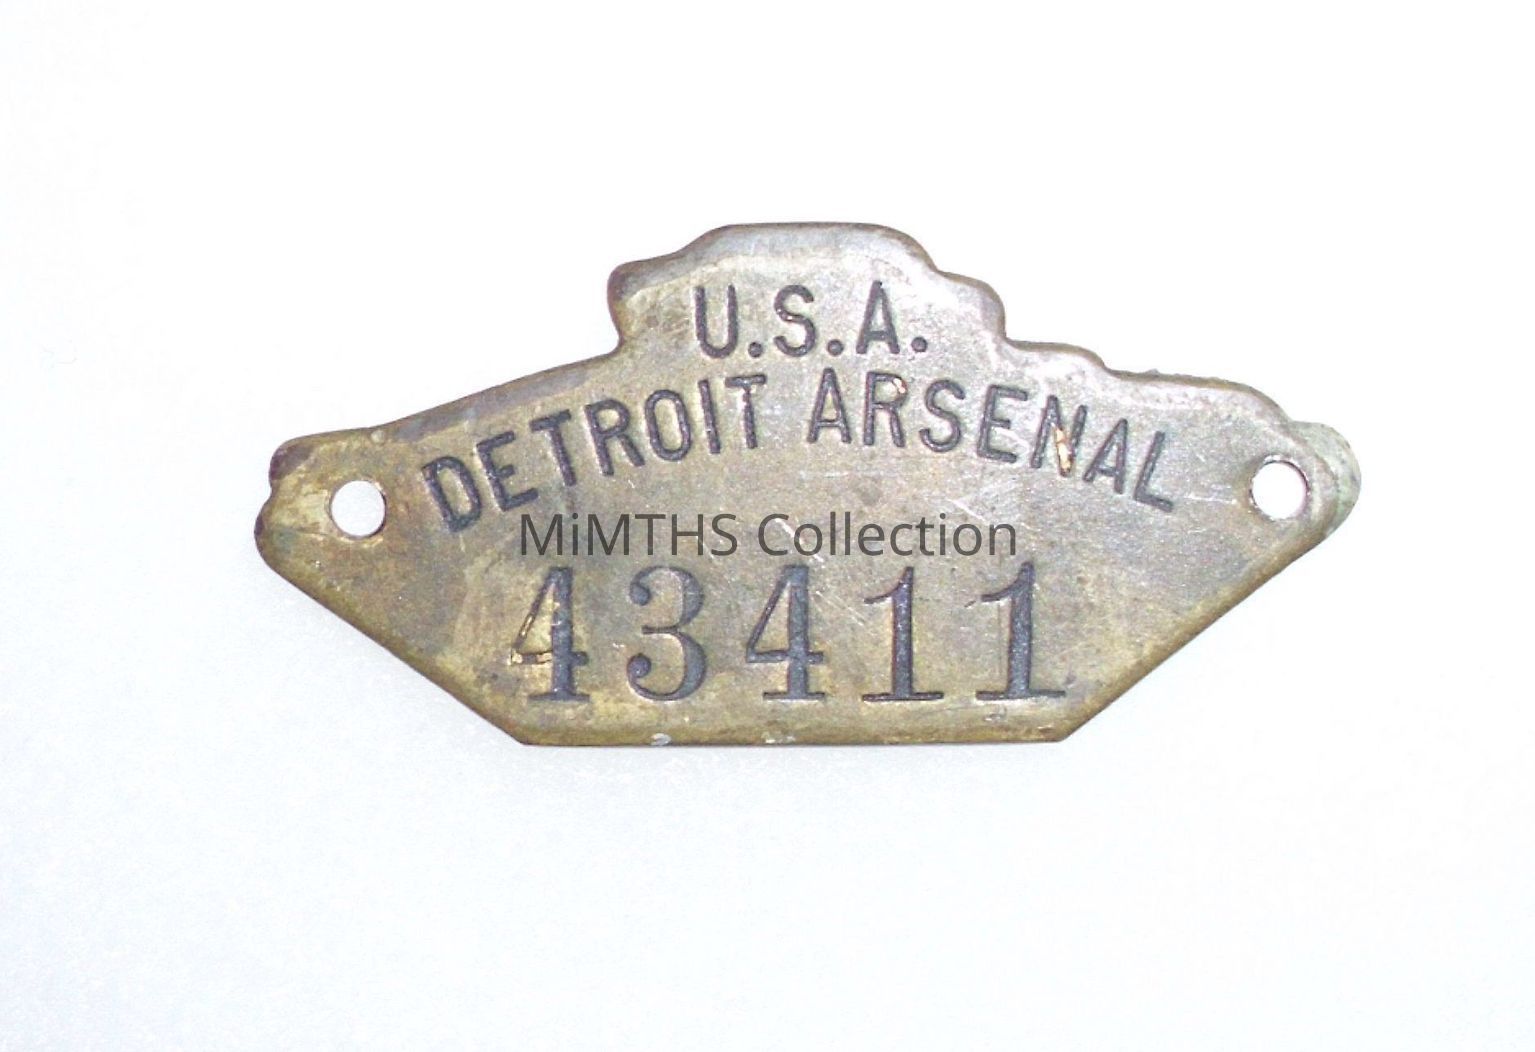 U.S.A.
DETROIT ARSENAL
MiMTHS Collection
43411